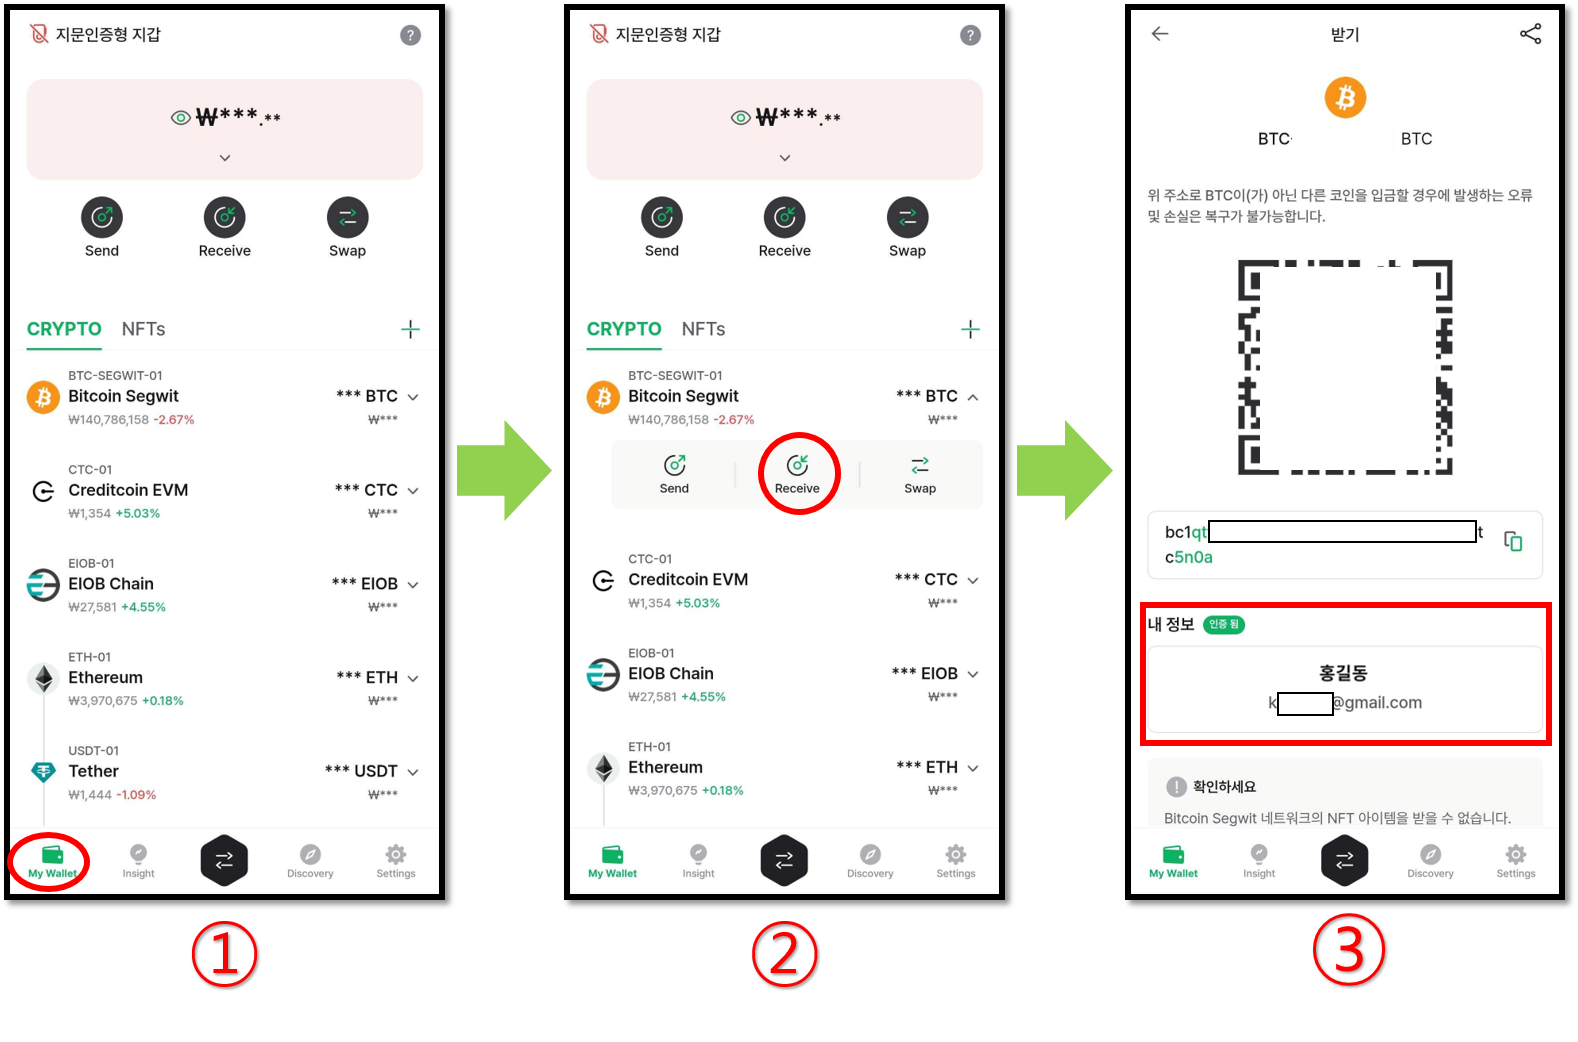 지문인증형 지갑
?
₩***.**
Send
Receive
Swap
CRYPTO
NFTs
BTC-SEGWIT-01
Bitcoin Segwit
*** BTC
₩140,786,158 -2.67%
₩***
CTC-01
Creditcoin EVM
*** CTC
₩1,354 +5.03%
₩***
EIOB-01
EIOB Chain
*** EIOB
₩27,581 +4.55%
₩***
ETH-01
Ethereum
*** ETH
₩3,970,675 +0.18%
₩***
USDT-01
Tether
*** USDT
₩1,444 -1.09%
₩***
My Wallet
Insight
Discovery
Settings
①
지문인증형 지갑
?
₩***.**
Send
Receive
Swap
CRYPTO
NFTs
BTC-SEGWIT-01
Bitcoin Segwit
*** BTC
₩140,786,158 -2.67%
₩***
Send
Receive
Swap
CTC-01
Creditcoin EVM
*** CTC
₩1,354 +5.03%
₩***
EIOB-01
EIOB Chain
*** EIOB
₩27,581 +4.55%
₩***
ETH-01
Ethereum
*** ETH
₩3,970,675 +0.18%
₩***
My Wallet
Insight
Discovery
Settings
②
받기
BTC-
BTC
위 주소로 BTC이(가) 아닌 다른 코인을 입금할 경우에 발생하는 오류
및 손실은 복구가 불가능합니다.
bc1qt t
c5n0a
내 정보 인증 됨
홍길동
k @gmail.com
! 확인하세요
Bitcoin Segwit 네트워크의 NFT 아이템을 받을 수 없습니다.
My Wallet
Insight
Discovery
Settings
③